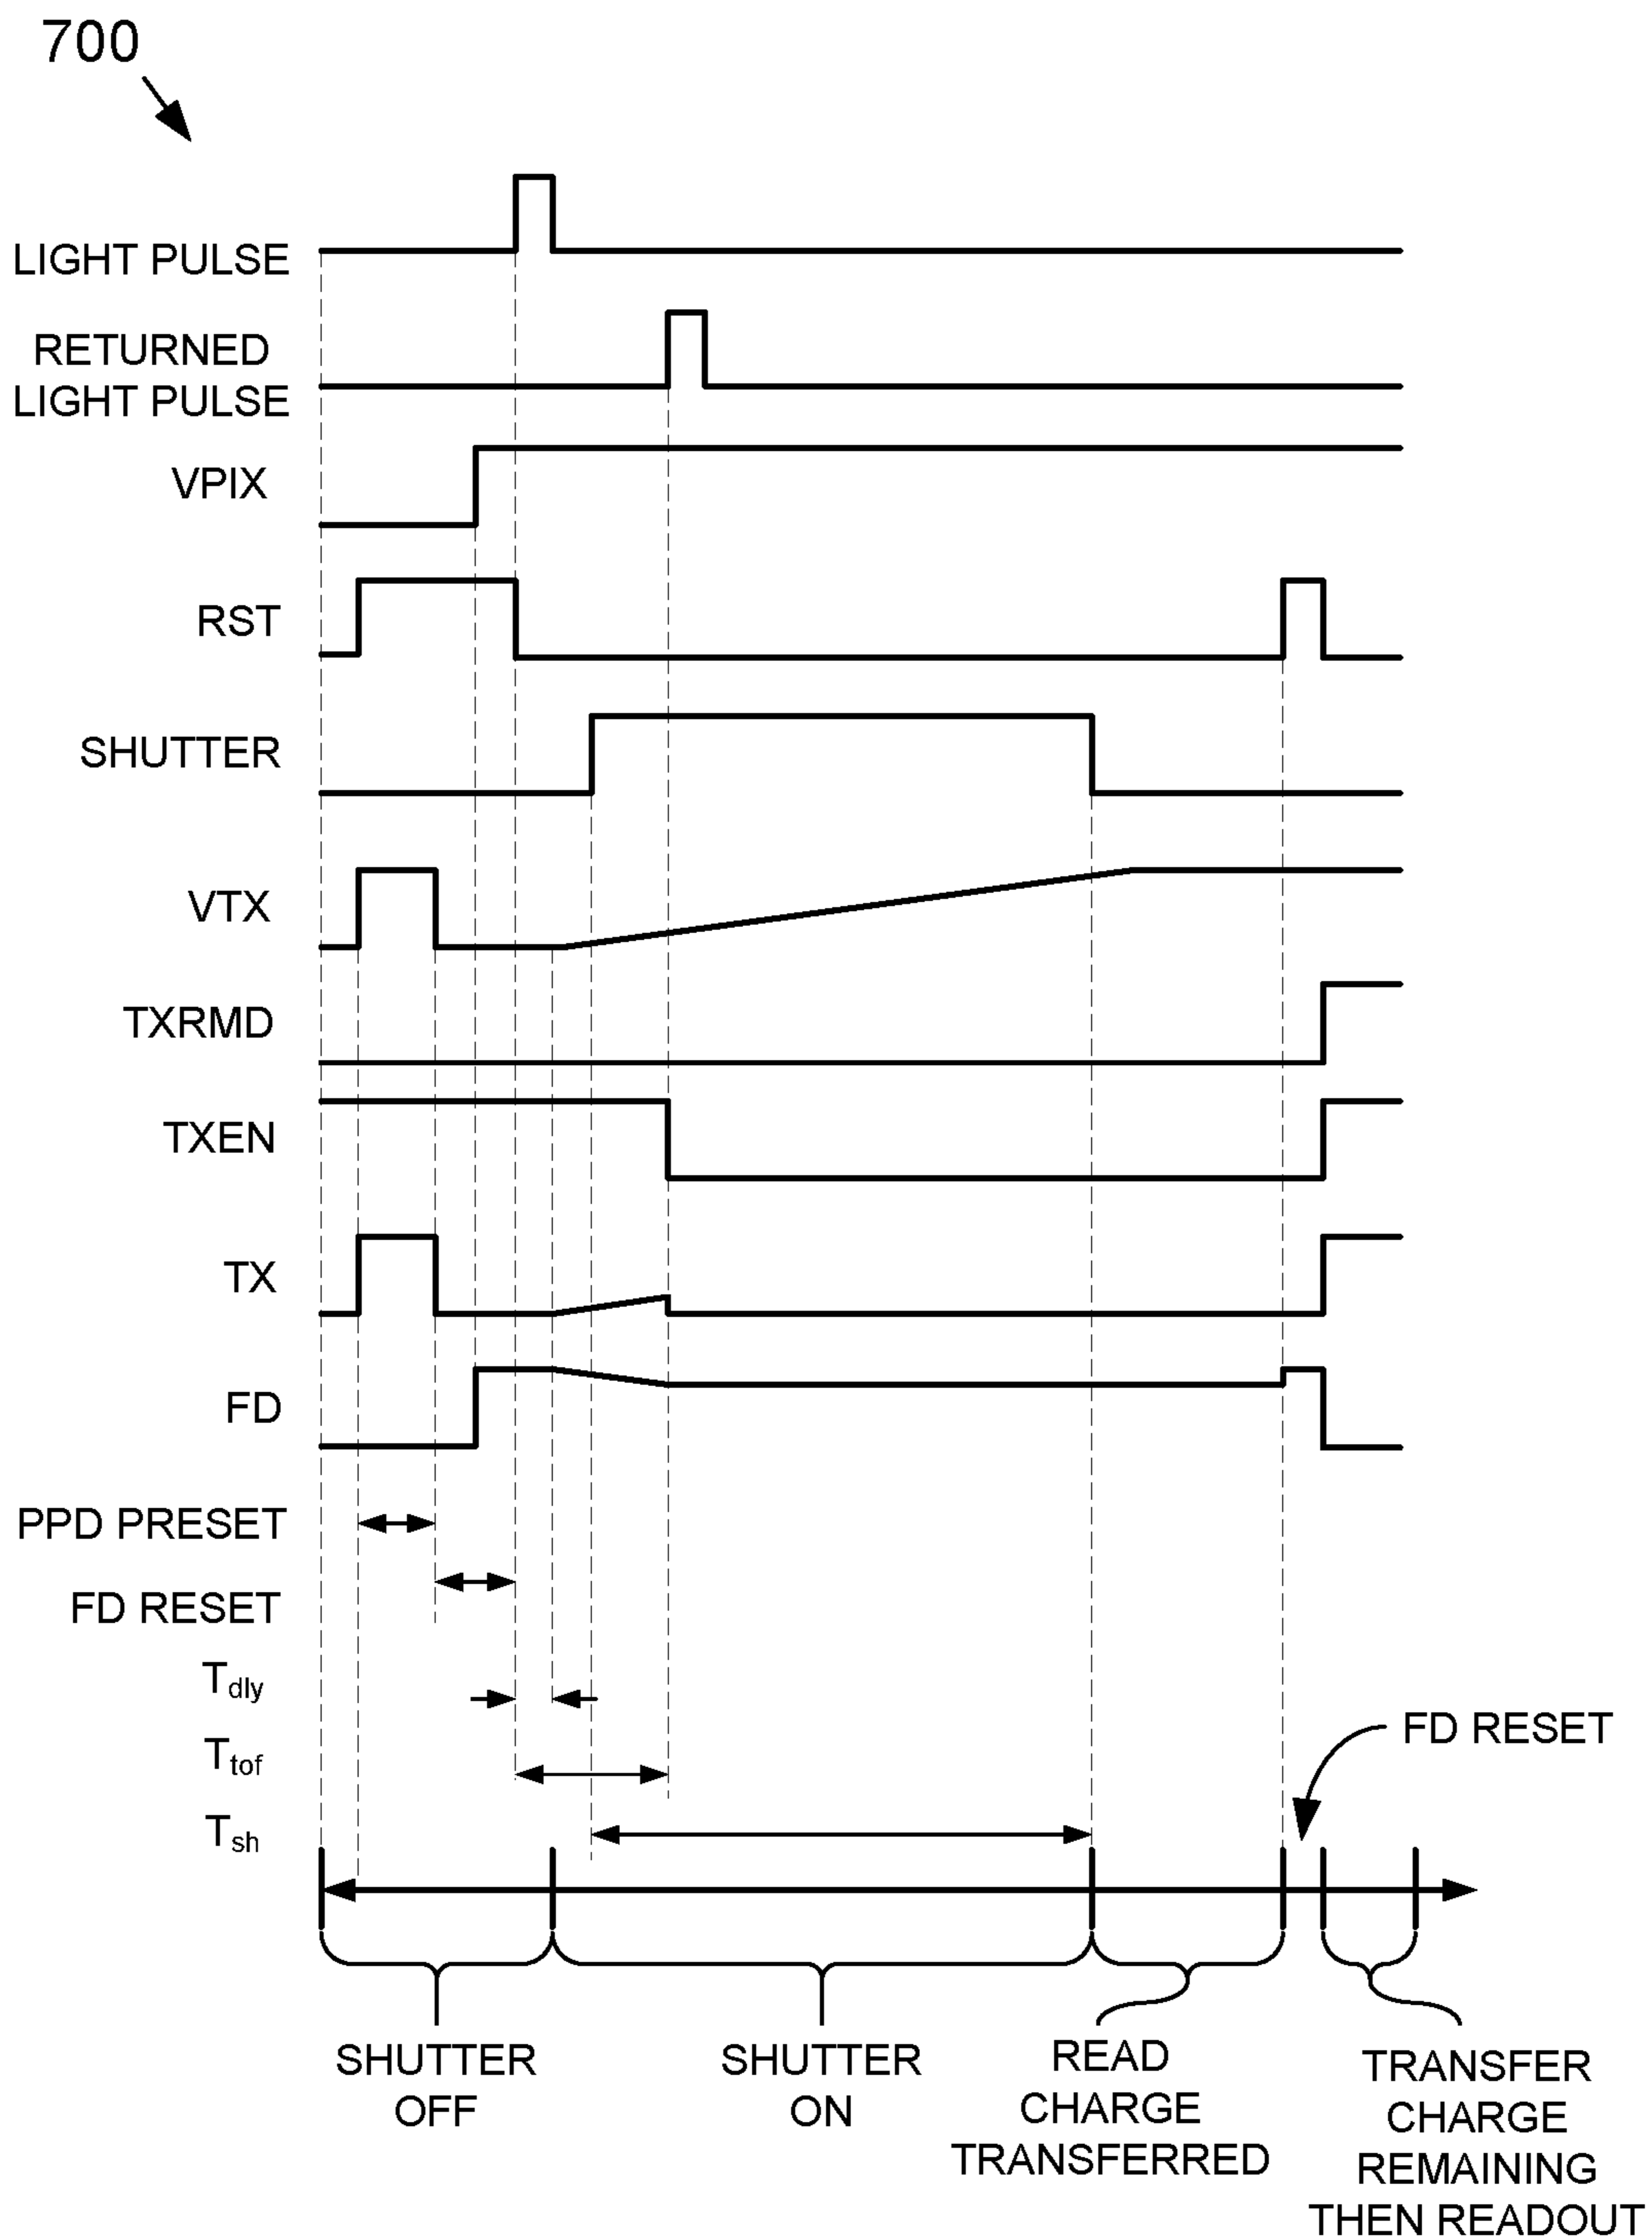 700
LIGHT PULSE
RETURNED
LIGHT PULSE
VPIX
RST
SHUTTER
VTX
TXRMD
TXEN
TX
FD
PPD PRESET
FD RESET
Tdly
Ttof
FD RESET
Tsh
SHUTTER
OFF
SHUTTER
ON
READ
CHARGE
TRANSFERRED
TRANSFER
CHARGE
REMAINING
THEN READOUT